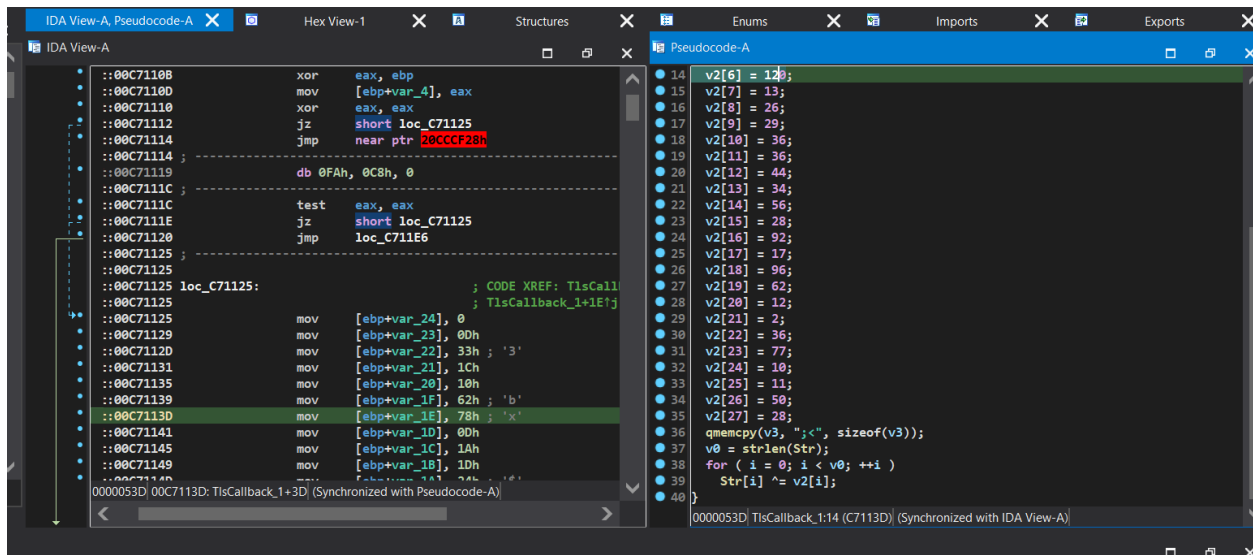 IDA View-A, Pseudocode-A Hex View-1 Structures Enums Imports Exports
IDA View-A
::00C7110B xor eax, ebp
::00C7110D mov [ebp+var_4], eax
::00C71110 xor eax, eax
::00C71112 jz short loc_C71125
::00C71114 jmp near ptr 20CCCF28h
::00C71114 ; ---------------------------------------------------------------------------
::00C71119 db 0FAh, 0C8h, 0
::00C7111C ; ---------------------------------------------------------------------------
::00C7111C test eax, eax
::00C7111E jz short loc_C71125
::00C71120 jmp loc_C711E6
::00C71125 ; ---------------------------------------------------------------------------
::00C71125
::00C71125 loc_C71125: ; CODE XREF: TlsCall
::00C71125 ; TlsCallback_1+1E↑j
::00C71125 mov [ebp+var_24], 0
::00C71129 mov [ebp+var_23], 0Dh
::00C7112D mov [ebp+var_22], 33h ; '3'
::00C71131 mov [ebp+var_21], 1Ch
::00C71135 mov [ebp+var_20], 10h
::00C71139 mov [ebp+var_1F], 62h ; 'b'
::00C7113D mov [ebp+var_1E], 78h ; 'x'
::00C71141 mov [ebp+var_1D], 0Dh
::00C71145 mov [ebp+var_1C], 1Ah
::00C71149 mov [ebp+var_1B], 1Dh
0000053D 00C7113D: TlsCallback_1+3D (Synchronized with Pseudocode-A)
Pseudocode-A
14 v2[6] = 120;
15 v2[7] = 13;
16 v2[8] = 26;
17 v2[9] = 29;
18 v2[10] = 36;
19 v2[11] = 36;
20 v2[12] = 44;
21 v2[13] = 34;
22 v2[14] = 56;
23 v2[15] = 28;
24 v2[16] = 92;
25 v2[17] = 17;
26 v2[18] = 96;
27 v2[19] = 62;
28 v2[20] = 12;
29 v2[21] = 2;
30 v2[22] = 36;
31 v2[23] = 77;
32 v2[24] = 10;
33 v2[25] = 11;
34 v2[26] = 50;
35 v2[27] = 28;
36 qmemcpy(v3, ";<", sizeof(v3));
37 v0 = strlen(Str);
38 for ( i = 0; i < v0; ++i )
39 Str[i] ^= v2[i];
40 }
0000053D TlsCallback_1:14 (C7113D) (Synchronized with IDA View-A)